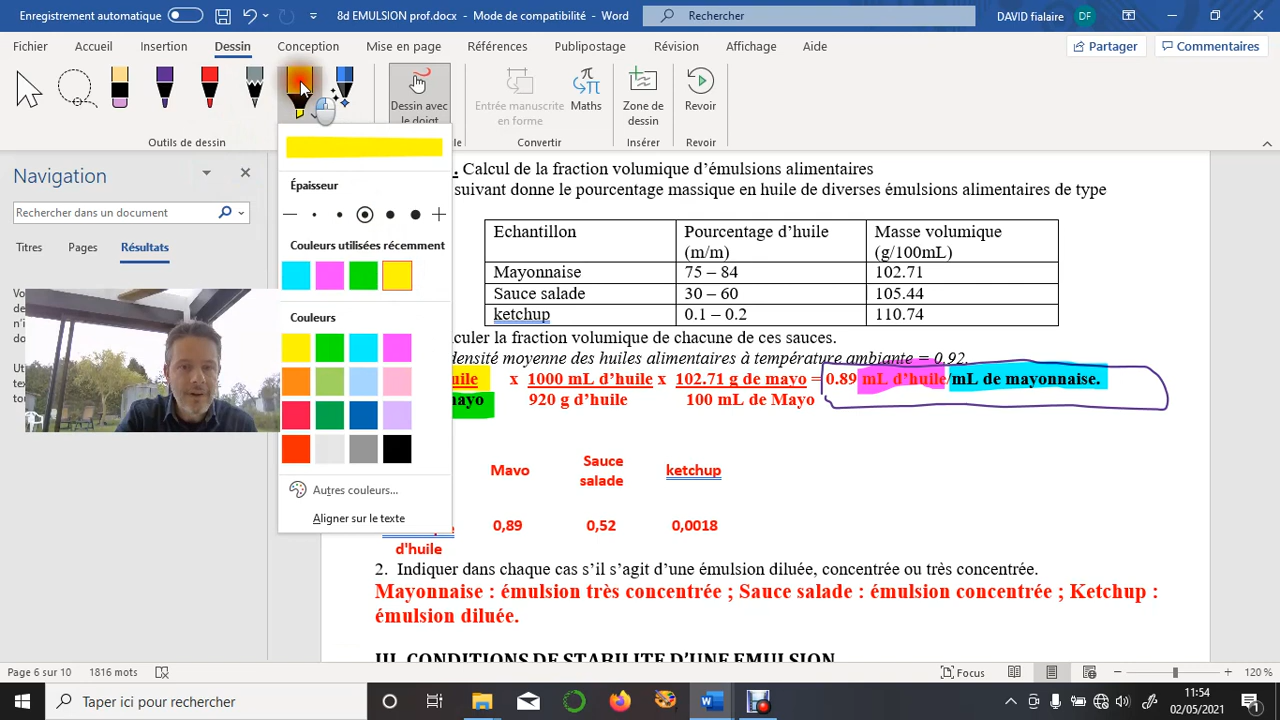 Enregistrement automatique
8d EMULSION prof.doc - Mode de compatibilité - Word
Rechercher
DAVID fialaire
DF
Fichier
Accueil
Insertion
Dessin
Conception
Mise en page
Références
Publipostage
Révision
Affichage
Aide
Partager
Commentaires
Dessin avec
le doigt
Entrée manuscrite
en forme
Maths
Zone de
dessin
Revoir
Outils de dessin
Convertir
Insérer
Revoir
Navigation
Rechercher dans un document
Titres
Pages
Résultats
Épaisseur
Couleurs utilisées récemment
Couleurs
Autres couleurs...
Aligner sur le texte
Calcul de la fraction volumique d'émulsions alimentaires
suivant donne le pourcentage massique en huile de diverses émulsions alimentaires de type
Echantillon
Pourcentage d'huile
(m/m)
Masse volumique
(g/100mL)
Mayonnaise
75 – 84
102.71
Sauce salade
30 – 60
105.44
ketchup
0.1 – 0.2
110.74
culer la fraction volumique de chacune de ces sauces.
densité moyenne des huiles alimentaires à température ambiante = 0.92.
uile x 1000 mL d'huile x 102.71 g de mayo = 0.89 mL d'huile/mL de mayonnaise.
mayo 920 g d'huile 100 mL de Mayo
Mayo
Sauce
salade
ketchup
0,89
0,52
0,0018
d'huile
2. Indiquer dans chaque cas s'il s'agit d'une émulsion diluée, concentrée ou très concentrée.
Mayonnaise : émulsion très concentrée ; Sauce salade : émulsion concentrée ; Ketchup :
émulsion diluée.
III. CONDITIONS DE STABILITE D'UNE EMULSION
Page 6 sur 10
1816 mots
Focus
120 %
Taper ici pour rechercher
11:54
02/05/2021